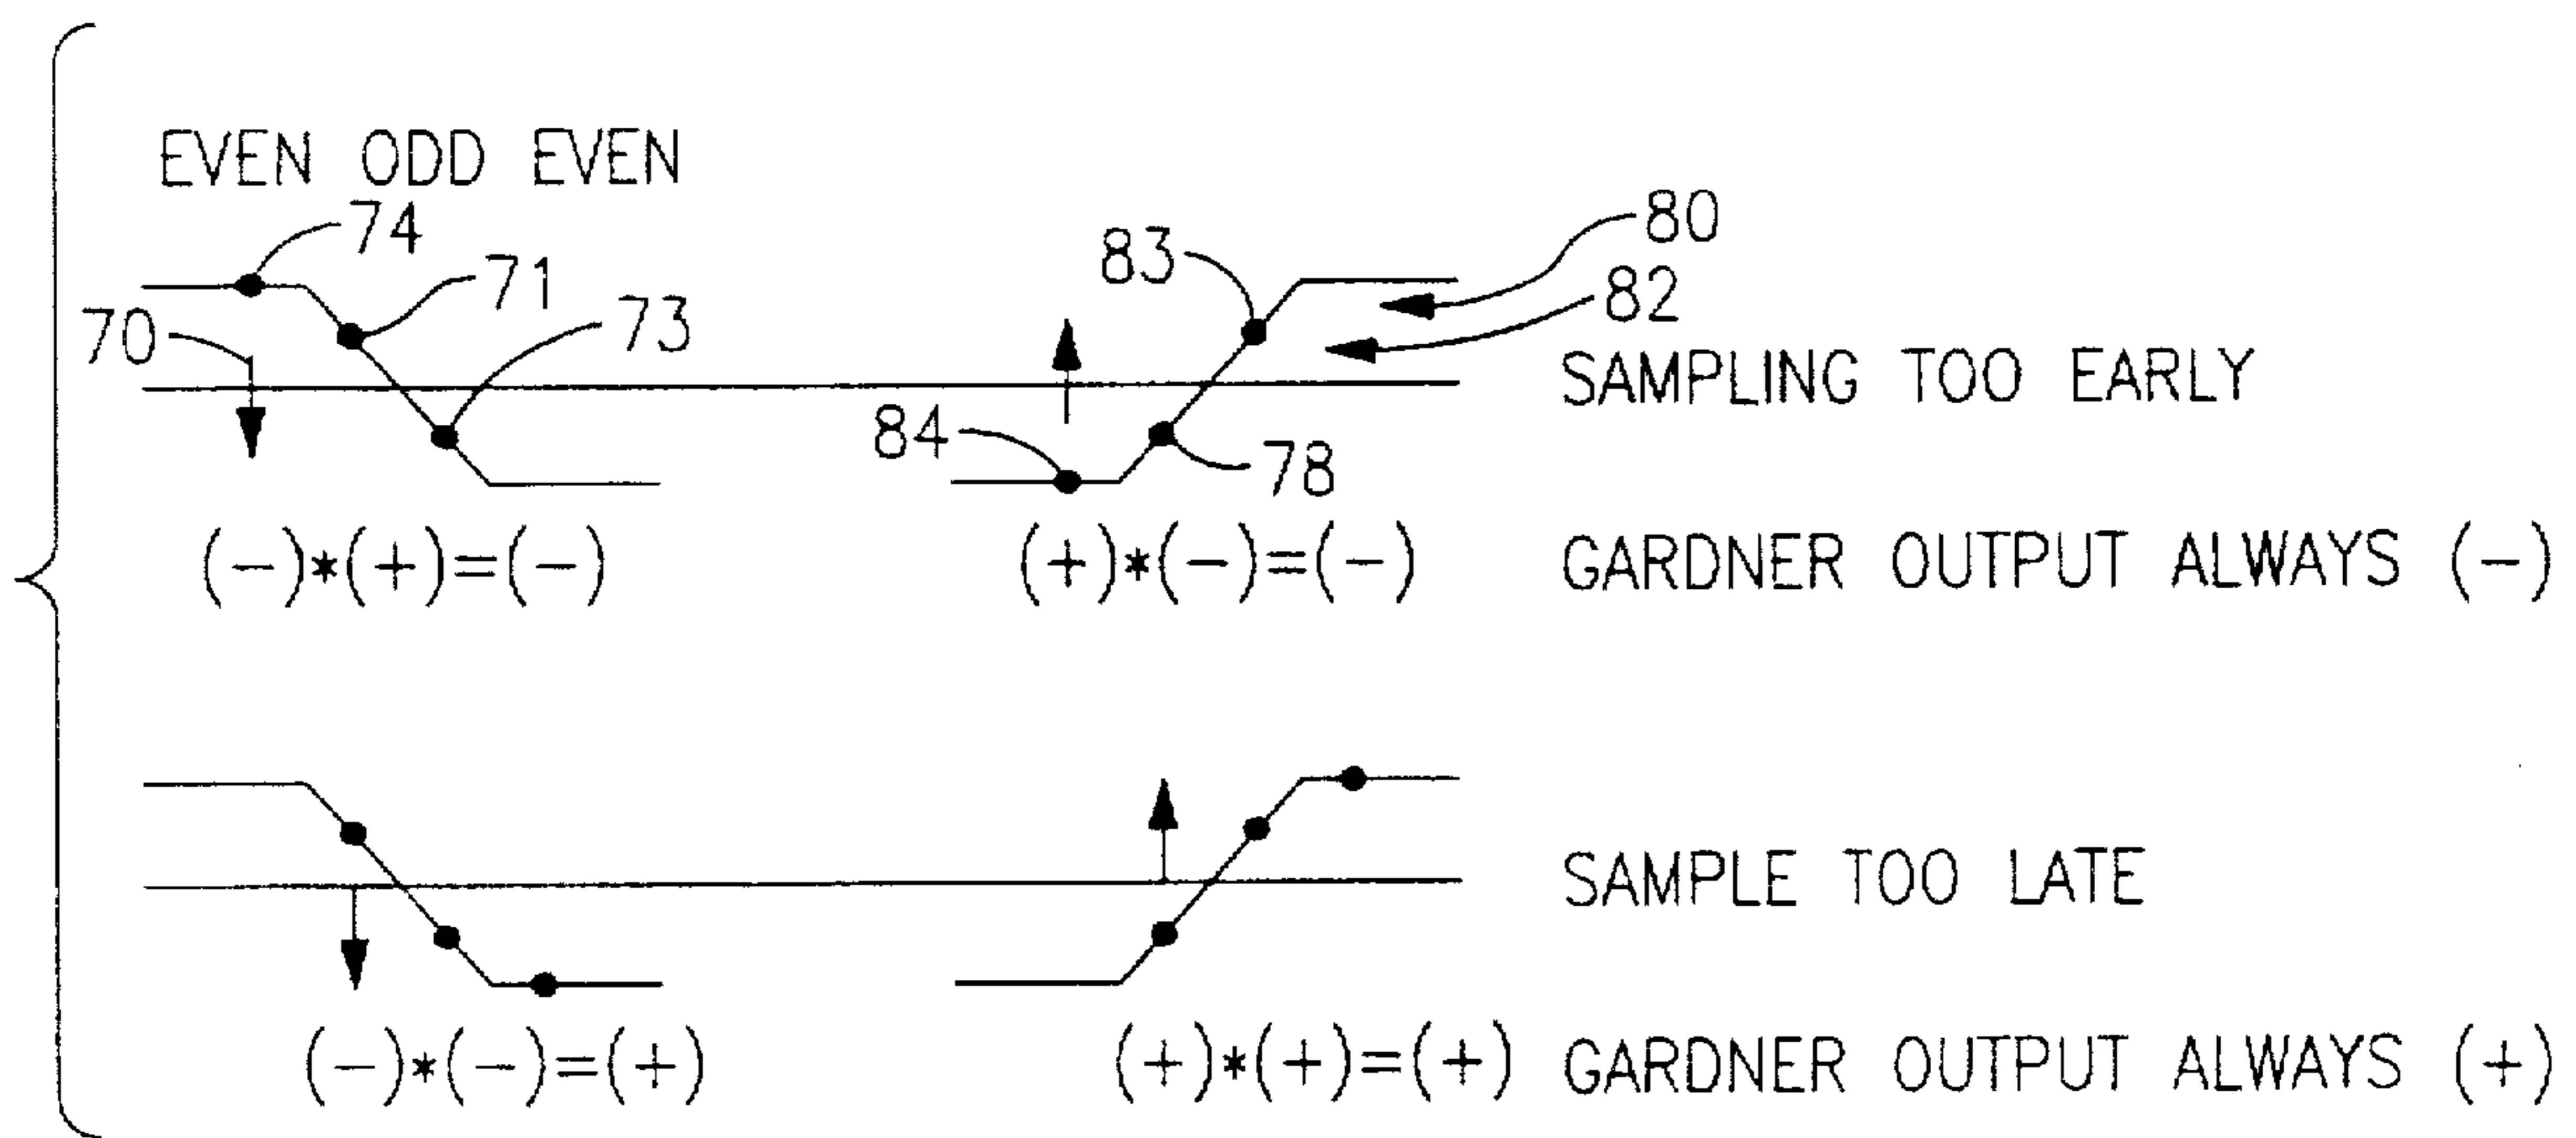 EVEN ODD EVEN
74
71
73
70
83
80
82
84
78
SAMPLING TOO EARLY
(-)*(+)=(-)
(+)*(-)=(-)
GARDNER OUTPUT ALWAYS (-)
SAMPLE TOO LATE
(-)*(-)=(+)
(+)*(+)=(+)
GARDNER OUTPUT ALWAYS (+)